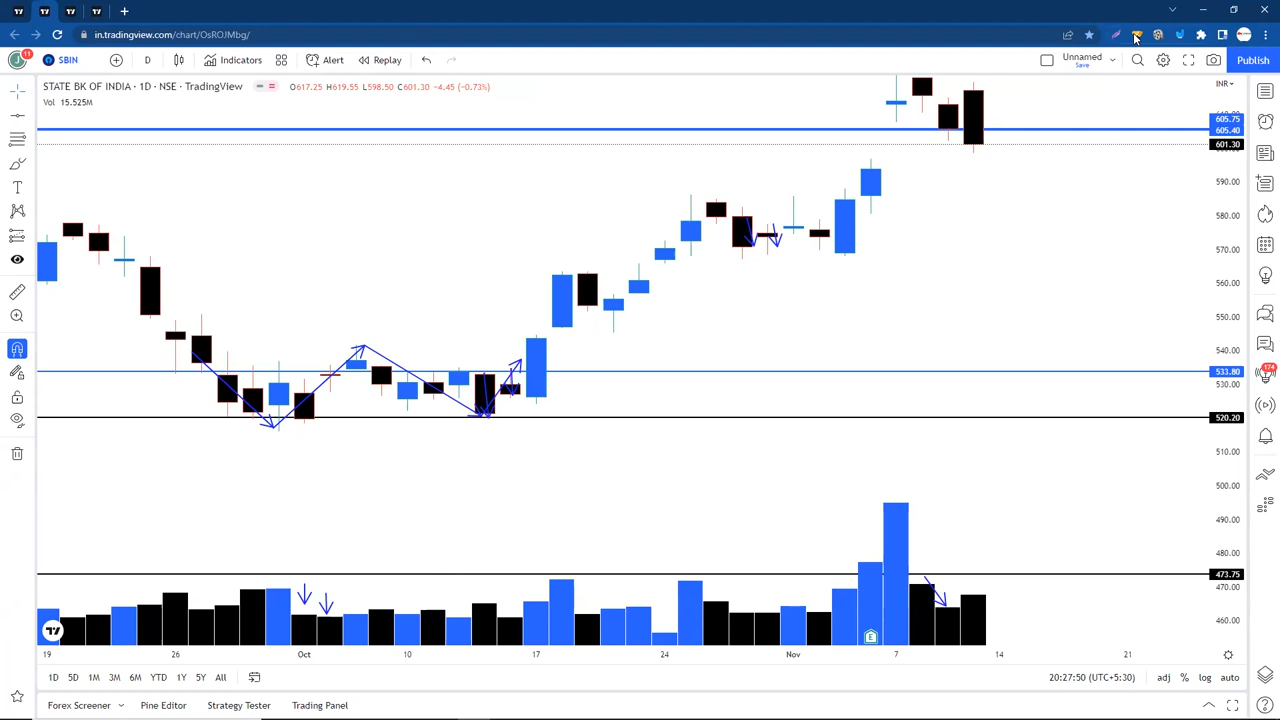 in.tradingview.com/chart/OsROJMbg/
11
SBIN
D
Indicators
Alert
Replay
Unnamed
Save
Publish
STATE BK OF INDIA · 1D · NSE · TradingView
O617.25 H619.55 L598.50 C601.30 −4.45 (−0.73%)
INR
Vol 15.525M
605.75
605.40
601.30
590.00
580.00
570.00
560.00
550.00
540.00
533.80
530.00
520.20
510.00
500.00
490.00
480.00
473.75
470.00
460.00
174
E
19
26
Oct
10
17
24
Nov
7
14
21
1D
5D
1M
3M
6M
YTD
1Y
5Y
All
20:27:50 (UTC+5:30)
adj
%
log
auto
Forex Screener
Pine Editor
Strategy Tester
Trading Panel